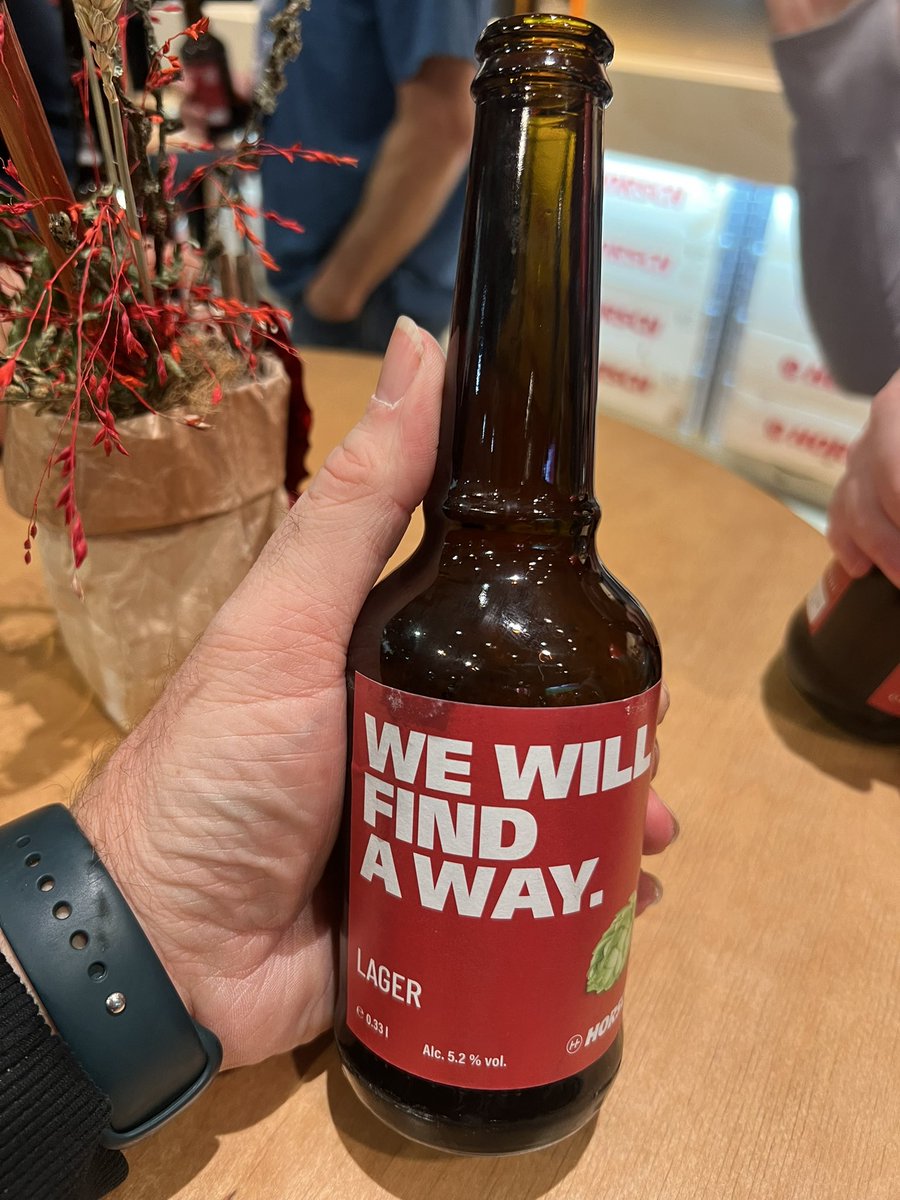 WE WILL
FIND
A WAY.
LAGER
℮ 0.33 l
Alc. 5.2 % vol.